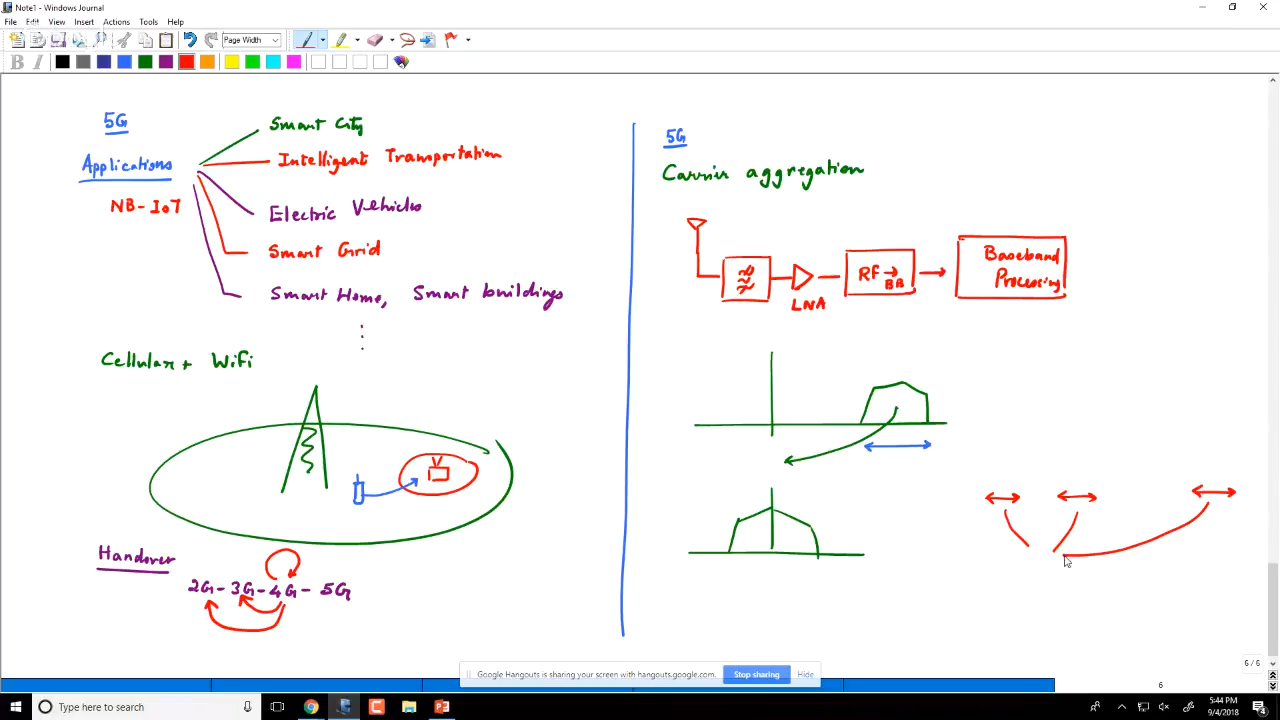 Note1 - Windows Journal
File Edit View Insert Actions Tools Help
Page Width
B I
5G
Applications
NB-IoT
Smart City
Intelligent Transportation
Electric Vehicles
Smart Grid
Smart Home, Smart buildings
Cellular + Wifi
Handover
2G-3G-4G-5G
5G
Carrier aggregation
LNA
RF→
BB
Baseband
Processing
6/6
Google Hangouts is sharing your screen with hangouts.google.com.
Stop sharing
Hide
6
Type here to search
5:44 PM
9/4/2018